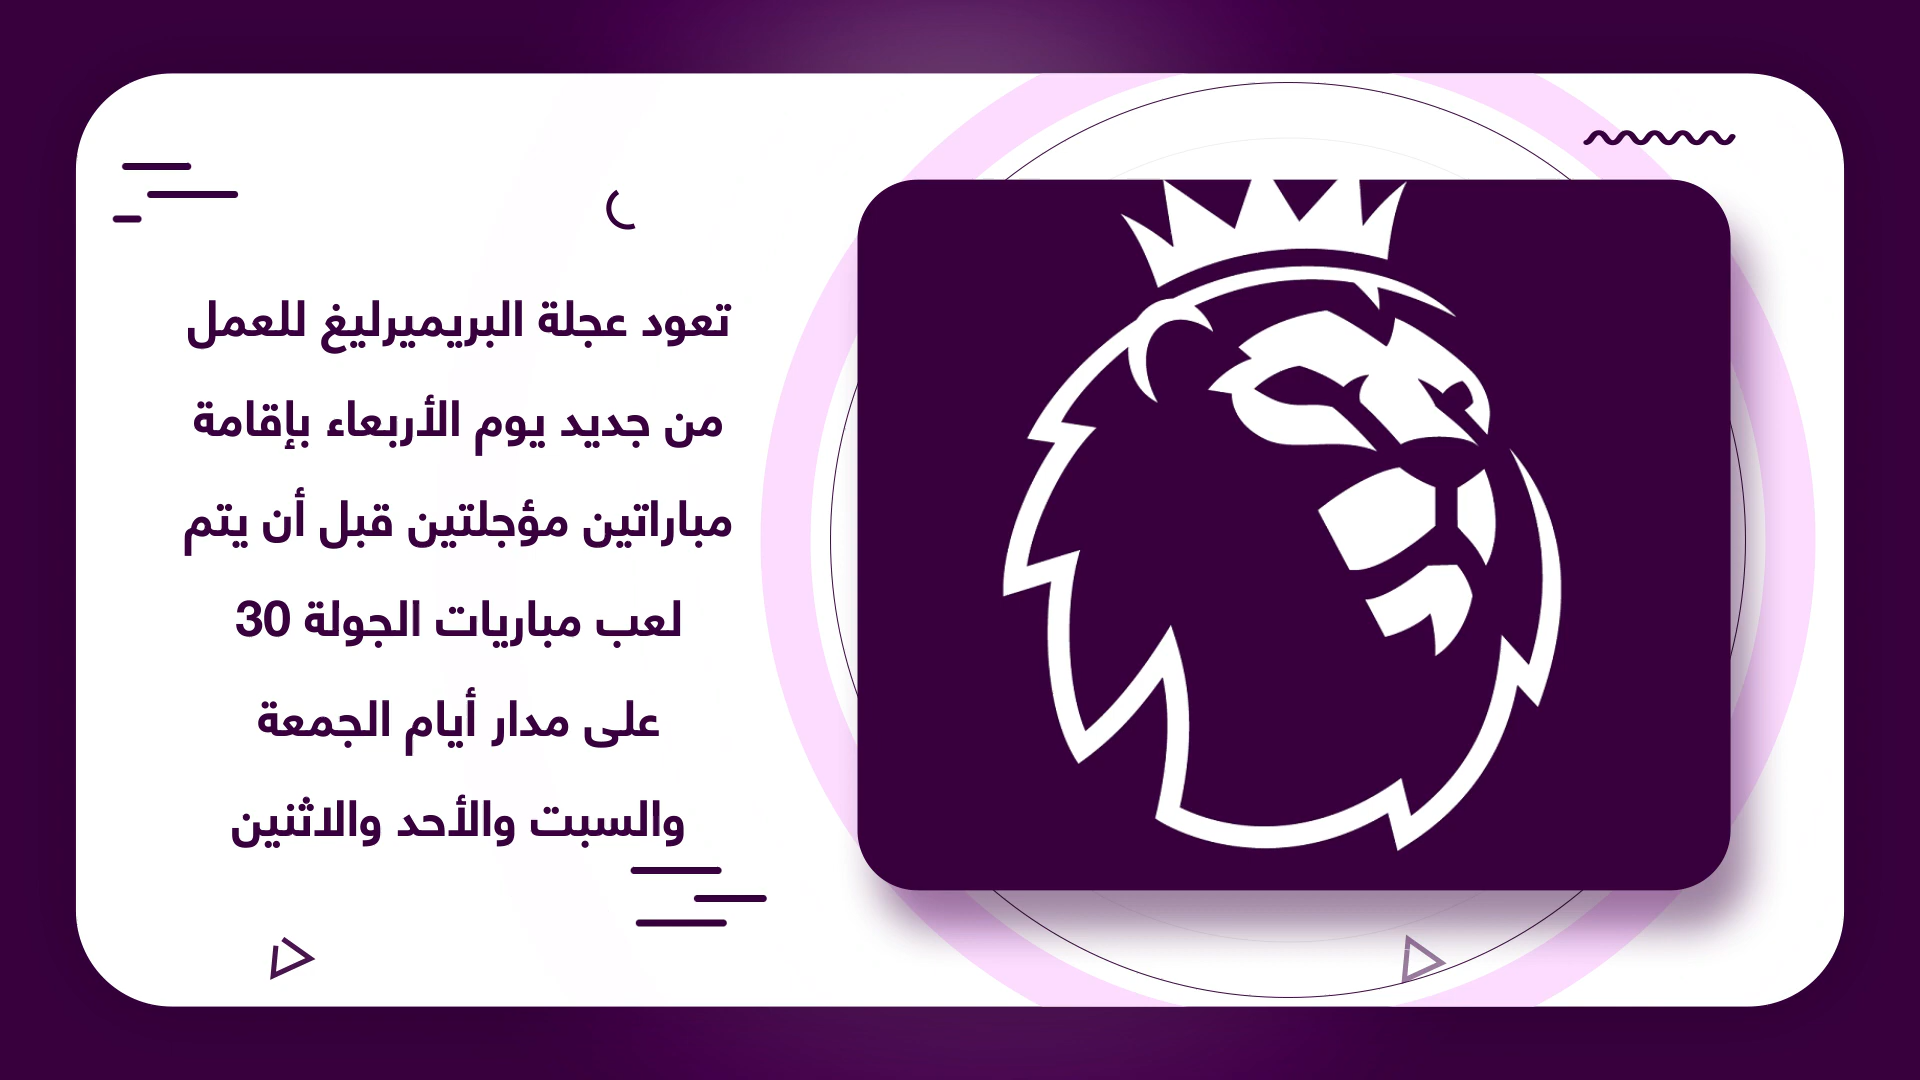 تعود عجلة البريميرليغ للعمل
من جديد يوم الأربعاء بإقامة
مباراتين مؤجلتين قبل أن يتم
لعب مباريات الجولة 30
على مدار أيام الجمعة
والسبت والأحد والاثنين